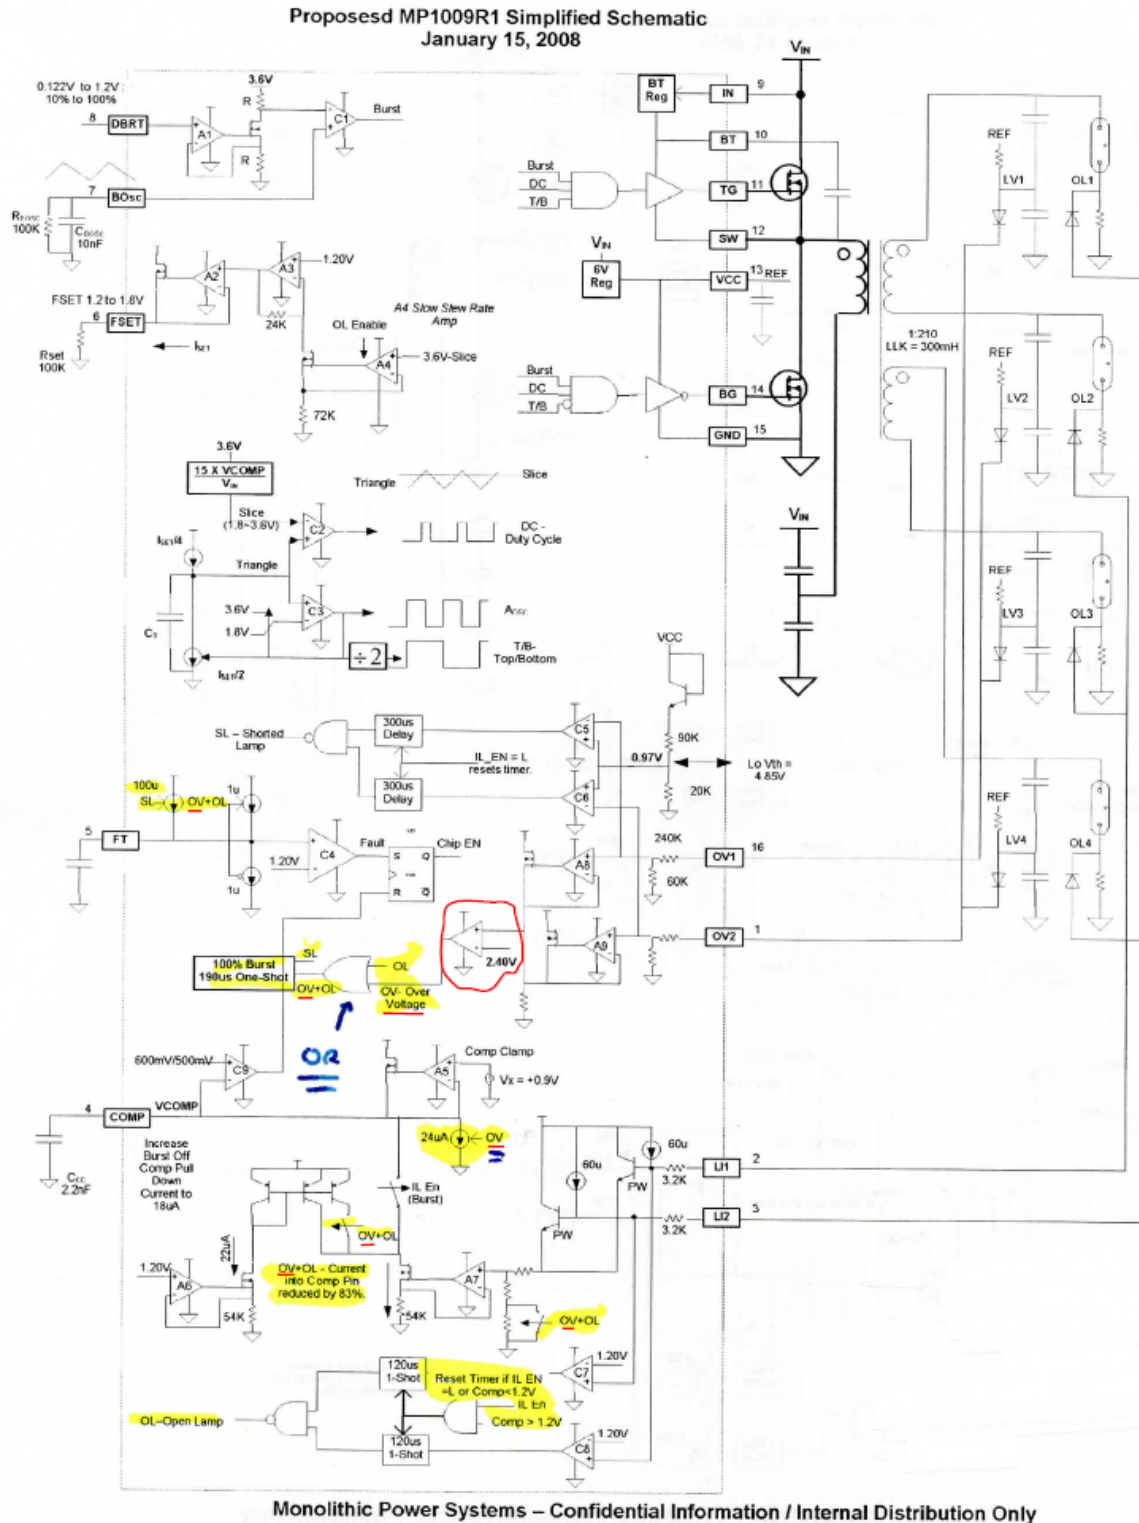 Proposesd MP1009R1 Simplified Schematic
January 15, 2008
0.122V to 1.2V ;
10% to 100%
8
DBRT
3.6V
R
R
A1
C1
Burst
7
BOsc
100K
10nF
FSET 1.2 to 1.8V
6
FSET
Rset
100K
ISET
A2
A3
1.20V
24K
A4 Slow Slew Rate
Amp
OL Enable
A4
3.6V-Slice
72K
VIN
BT
Reg
IN
9
BT
10
Burst
DC
T/B
TG
11
SW
12
VIN
6V
Reg
VCC
13
REF
Burst
DC
T/B
BG
14
GND
15
VIN
1:210
LLK = 300mH
REF
LV1
OL1
REF
LV2
OL2
REF
LV3
OL3
REF
LV4
OL4
3.6V
15 X VCOMP
VIN
Slice
(1.8~3.6V)
Triangle
Slice
C2
DC -
Duty Cycle
ISET/4
Triangle
3.6V
1.8V
C3
AOSC
÷2
T/B-
Top/Bottom
ISET/2
VCC
90K
0.97V
20K
Lo Vth =
4.85V
SL – Shorted
Lamp
300us
Delay
IL_EN = L
resets timer.
300us
Delay
C5
C6
100u
SL
OV+OL
1u
1u
5
FT
1.20V
C4
Fault
S Q
R Q
Chip EN
A8
240K
60K
OV1
16
A9
OV2
1
2.40V
SL
100% Burst
190us One-Shot
OV+OL
OL
OV- Over
Voltage
OR
600mV/500mV
C9
A5
Comp Clamp
Vx = +0.9V
4
COMP
VCOMP
CCC
2.2nF
Increase
Burst Off
Comp Pull
Down
Current to
18uA
24uA
OV
IL En
(Burst)
OV+OL
60u
60u
PW
PW
3.2K
LI1
2
3.2K
LI2
3
1.20V
A6
22uA
54K
OV+OL - Current
into Comp Pin
reduced by 83%.
54K
A7
OV+OL
120us
1-Shot
Reset Timer if IL EN
=L or Comp<1.2V
IL En
Comp > 1.2V
1.20V
C7
OL–Open Lamp
120us
1-Shot
1.20V
C8
Monolithic Power Systems – Confidential Information / Internal Distribution Only